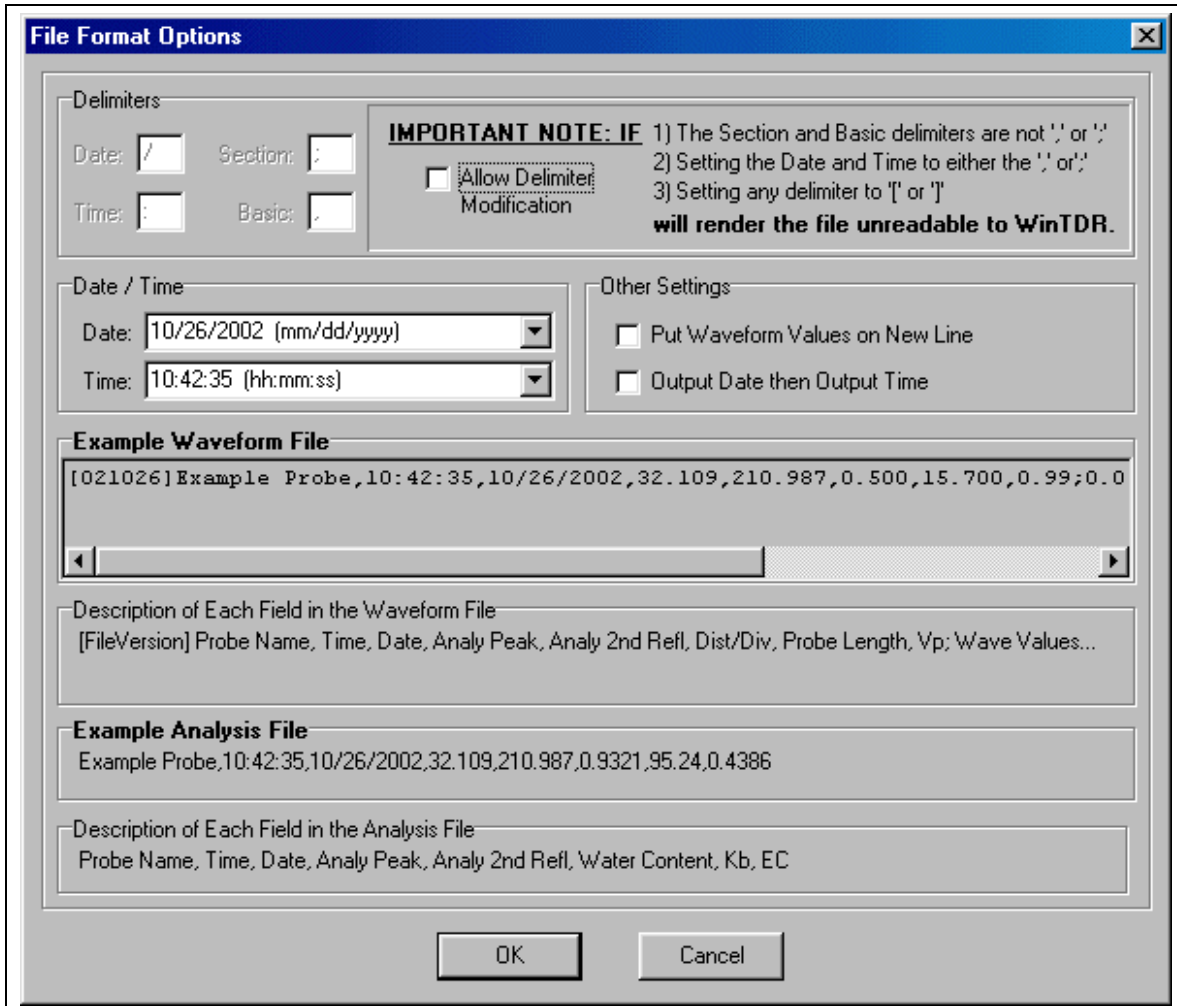 File Format Options
Delimiters
Date: /
Section: ;
Time: :
Basic: ,
IMPORTANT NOTE: IF
Allow Delimiter
Modification
1) The Section and Basic delimiters are not ',' or ';'
2) Setting the Date and Time to either the ',' or';'
3) Setting any delimiter to '[' or ']'
will render the file unreadable to WinTDR.
Date / Time
Date: 10/26/2002 (mm/dd/yyyy)
Time: 10:42:35 (hh:mm:ss)
Other Settings
Put Waveform Values on New Line
Output Date then Output Time
Example Waveform File
[021026]Example Probe,10:42:35,10/26/2002,32.109,210.987,0.500,15.700,0.99;0.0
Description of Each Field in the Waveform File
[FileVersion] Probe Name, Time, Date, Analy Peak, Analy 2nd Refl, Dist/Div, Probe Length, Vp; Wave Values...
Example Analysis File
Example Probe,10:42:35,10/26/2002,32.109,210.987,0.9321,95.24,0.4386
Description of Each Field in the Analysis File
Probe Name, Time, Date, Analy Peak, Analy 2nd Refl, Water Content, Kb, EC
OK
Cancel